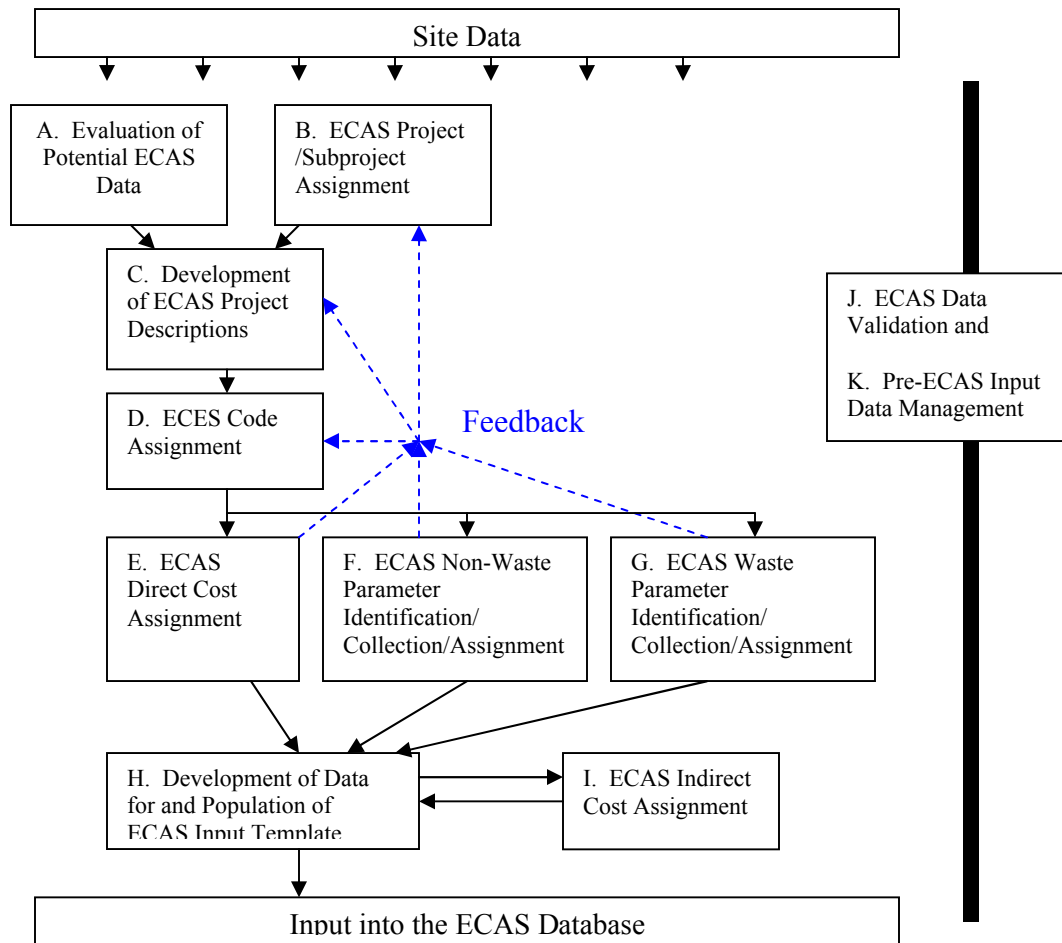 Site Data
A. Evaluation of
Potential ECAS
Data
B. ECAS Project
/Subproject
Assignment
C. Development
of ECAS Project
Descriptions
J. ECAS Data
Validation and
K. Pre-ECAS Input
Data Management
D. ECES Code
Assignment
Feedback
E. ECAS
Direct Cost
Assignment
F. ECAS Non-Waste
Parameter
Identification/
Collection/Assignment
G. ECAS Waste
Parameter
Identification/
Collection/Assignment
H. Development of Data
for and Population of
ECAS Input Template
I. ECAS Indirect
Cost Assignment
Input into the ECAS Database